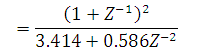 = (1 + Z⁻¹)² / 3.414 + 0.586Z⁻²